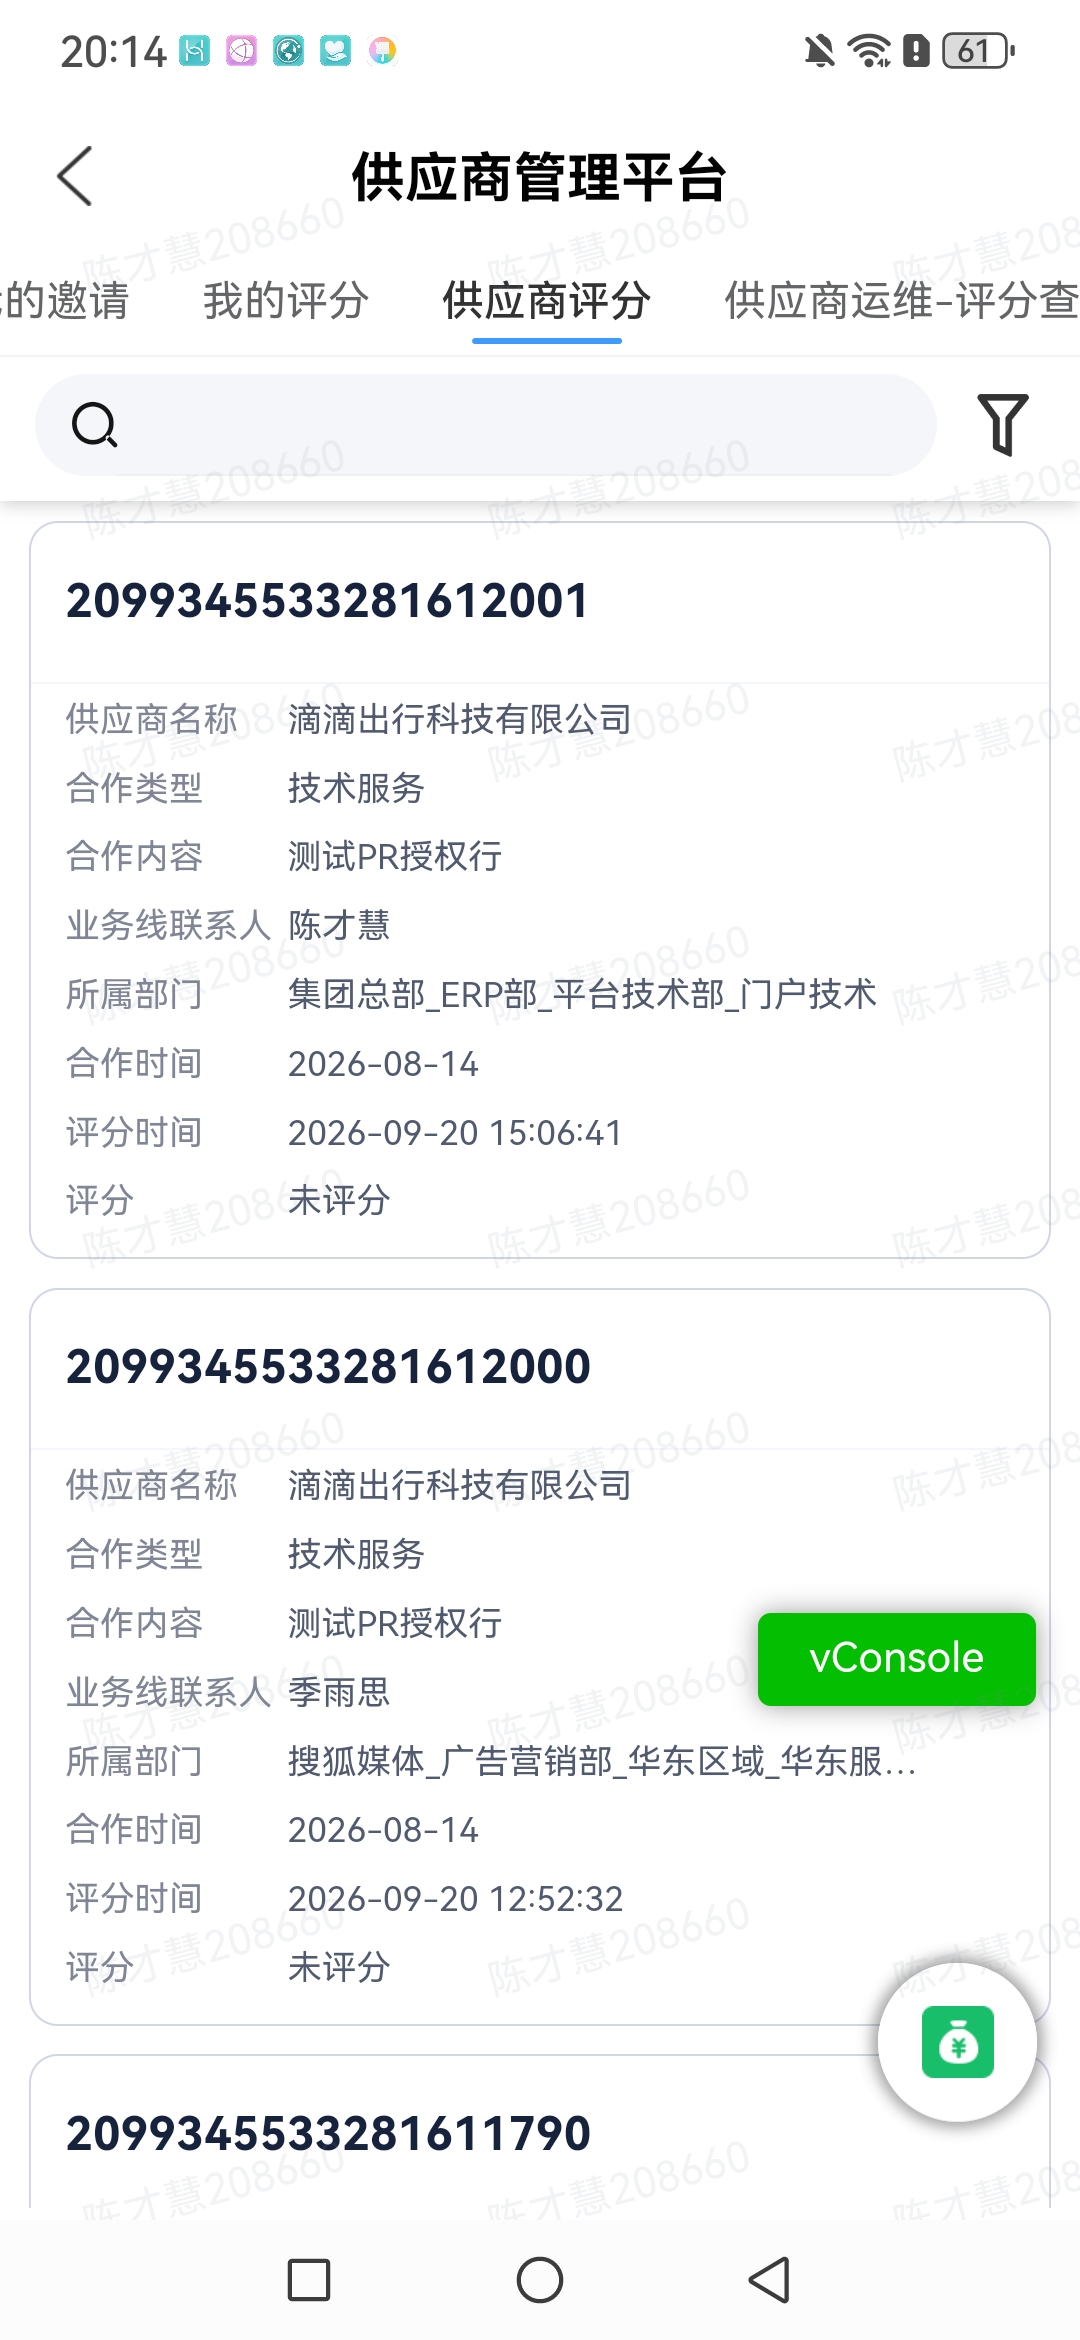 20:14
61
供应商管理平台
的邀请 我的评分 供应商评分 供应商运维-评分查
2099345533281612001
供应商名称 滴滴出行科技有限公司
合作类型 技术服务
合作内容 测试PR授权行
业务线联系人 陈才慧
所属部门 集团总部_ERP部_平台技术部_门户技术
合作时间 2026-08-14
评分时间 2026-09-20 15:06:41
评分 未评分
2099345533281612000
供应商名称 滴滴出行科技有限公司
合作类型 技术服务
合作内容 测试PR授权行
vConsole
业务线联系人 季雨思
所属部门 搜狐媒体_广告营销部_华东区域_华东服...
合作时间 2026-08-14
评分时间 2026-09-20 12:52:32
评分 未评分
¥
2099345533281611790
陈才慧208660